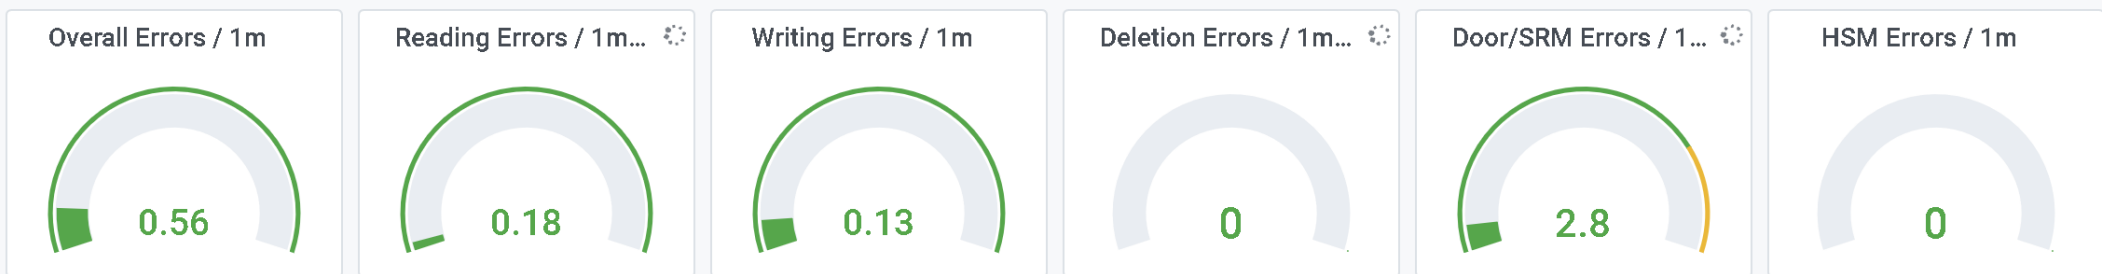 Overall Errors / 1m
Reading Errors / 1m...
Writing Errors / 1m
Deletion Errors / 1m...
Door/SRM Errors / 1...
HSM Errors / 1m
0.56
0.18
0.13
0
2.8
0